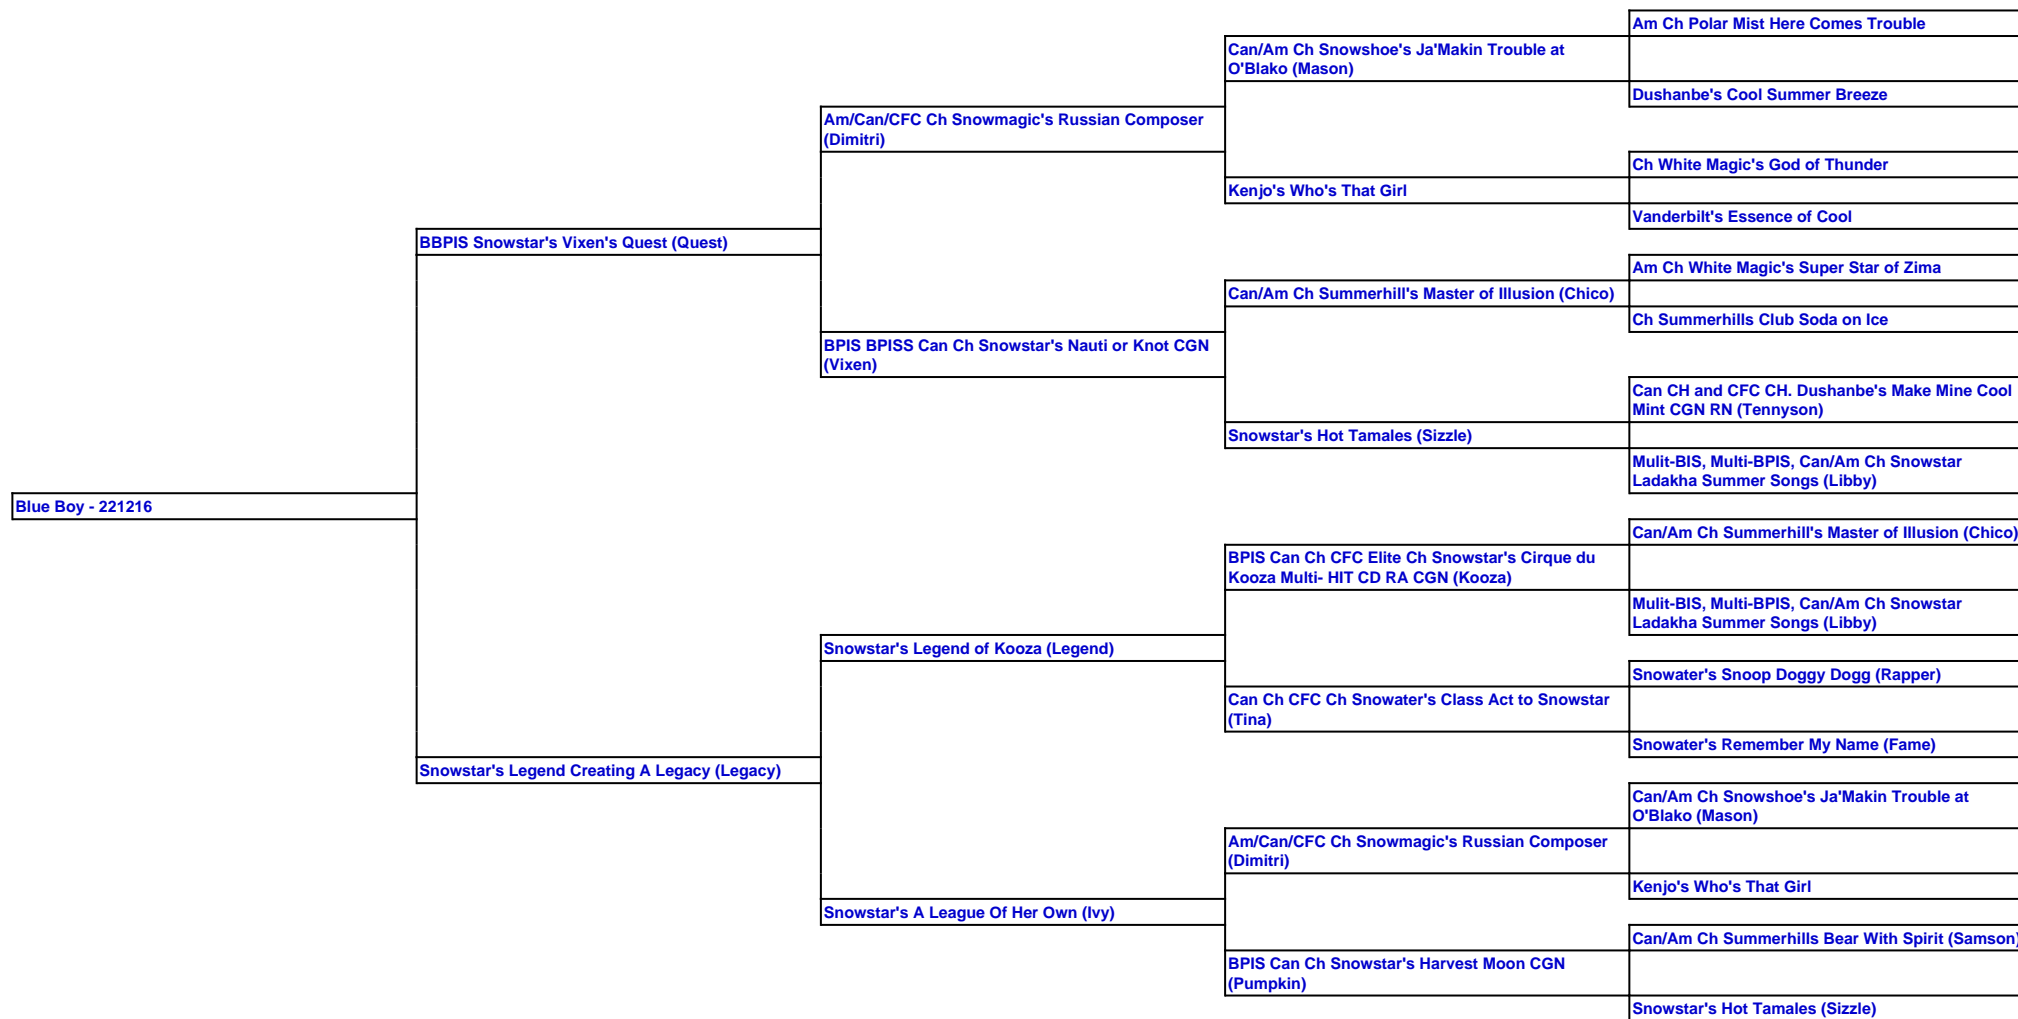 Am Ch Polar Mist Here Comes Trouble
Can/Am Ch Snowshoe's Ja'Makin Trouble at
O'Blako (Mason)
Dushanbe's Cool Summer Breeze
Am/Can/CFC Ch Snowmagic's Russian Composer
(Dimitri)
Ch White Magic's God of Thunder
Kenjo's Who's That Girl
Vanderbilt's Essence of Cool
BBPIS Snowstar's Vixen's Quest (Quest)
Am Ch White Magic's Super Star of Zima
Can/Am Ch Summerhill's Master of Illusion (Chico)
Ch Summerhills Club Soda on Ice
BPIS BPISS Can Ch Snowstar's Nauti or Knot CGN
(Vixen)
Can CH and CFC CH. Dushanbe's Make Mine Cool
Mint CGN RN (Tennyson)
Snowstar's Hot Tamales (Sizzle)
Mulit-BIS, Multi-BPIS, Can/Am Ch Snowstar
Ladakha Summer Songs (Libby)
Blue Boy - 221216
Can/Am Ch Summerhill's Master of Illusion (Chico)
BPIS Can Ch CFC Elite Ch Snowstar's Cirque du
Kooza Multi- HIT CD RA CGN (Kooza)
Mulit-BIS, Multi-BPIS, Can/Am Ch Snowstar
Ladakha Summer Songs (Libby)
Snowstar's Legend of Kooza (Legend)
Snowater's Snoop Doggy Dogg (Rapper)
Can Ch CFC Ch Snowater's Class Act to Snowstar
(Tina)
Snowater's Remember My Name (Fame)
Snowstar's Legend Creating A Legacy (Legacy)
Can/Am Ch Snowshoe's Ja'Makin Trouble at
O'Blako (Mason)
Am/Can/CFC Ch Snowmagic's Russian Composer
(Dimitri)
Kenjo's Who's That Girl
Snowstar's A League Of Her Own (Ivy)
Can/Am Ch Summerhills Bear With Spirit (Samson)
BPIS Can Ch Snowstar's Harvest Moon CGN
(Pumpkin)
Snowstar's Hot Tamales (Sizzle)